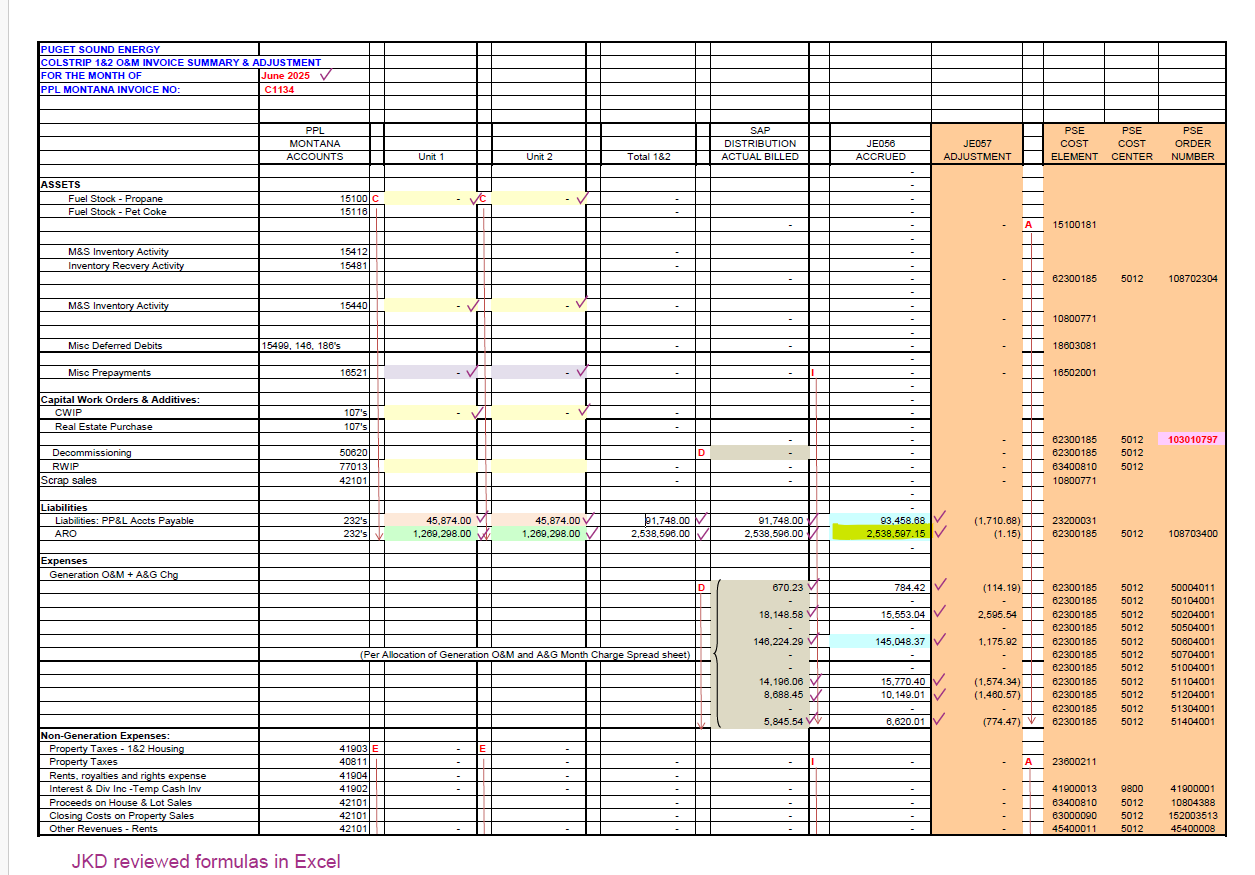 PUGET SOUND ENERGY
COLSTRIP 1&2 O&M INVOICE SUMMARY & ADJUSTMENT
FOR THE MONTH OF June 2025
PPL MONTANA INVOICE NO: C1134
PPL SAP PSE PSE PSE
MONTANA DISTRIBUTION JE056 JE057 COST COST ORDER
ACCOUNTS Unit 1 Unit 2 Total 1&2 ACTUAL BILLED ACCRUED ADJUSTMENT ELEMENT CENTER NUMBER
-
ASSETS -
Fuel Stock - Propane 15100 C - C - - -
Fuel Stock - Pet Coke 15116 - -
- - - A 15100181
-
M&S Inventory Activity 15412 - -
Inventory Recvery Activity 15481 - -
- - - 62300185 5012 108702304
-
M&S Inventory Activity 15440 - - - -
- - - 10800771
-
Misc Deferred Debits 15499, 146, 186's - - - - 18603081
-
Misc Prepayments 16521 - - - - I - - 16502001
-
Capital Work Orders & Additives: -
CWIP 107's - - - -
Real Estate Purchase 107's - -
- - - 62300185 5012 103010797
Decommissioning 50620 D - - - 62300185 5012
RWIP 77013 - - - - 63400810 5012
Scrap sales 42101 - - - - 10800771
-
Liabilities -
Liabilities: PP&L Accts Payable 232's 45,874.00 45,874.00 91,748.00 91,748.00 93,458.68 (1,710.68) 23200031
ARO 232's 1,269,298.00 1,269,298.00 2,538,596.00 2,538,596.00 2,538,597.15 (1.15) 62300185 5012 108703400
-
Expenses
Generation O&M + A&G Chg
D 670.23 784.42 (114.19) 62300185 5012 50004011
- - - 62300185 5012 50104001
18,148.58 15,553.04 2,595.54 62300185 5012 50204001
- - - 62300185 5012 50504001
146,224.29 145,048.37 1,175.92 62300185 5012 50604001
(Per Allocation of Generation O&M and A&G Month Charge Spread sheet) - - - 62300185 5012 50704001
- - - 62300185 5012 51004001
14,196.06 15,770.40 (1,574.34) 62300185 5012 51104001
8,688.45 10,149.01 (1,460.57) 62300185 5012 51204001
- - - 62300185 5012 51304001
5,845.54 6,620.01 (774.47) 62300185 5012 51404001
Non-Generation Expenses:
Property Taxes - 1&2 Housing 41903 E - E -
Property Taxes 40811 - - - - I - - A 23600211
Rents, royalties and rights expense 41904 - - - - - -
Interest & Div Inc -Temp Cash Inv 41902 - - - - - - 41900013 9800 41900001
Proceeds on House & Lot Sales 42101 - - - - 63400810 5012 10804388
Closing Costs on Property Sales 42101 - - - - 63000090 5012 152003513
Other Revenues - Rents 42101 - - - - - - 45400011 5012 45400008
JKD reviewed formulas in Excel